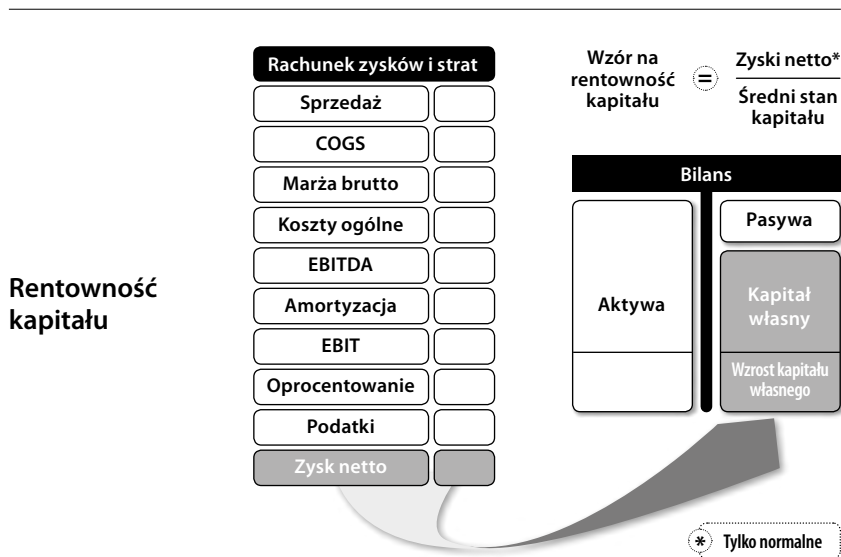 Rentowność
kapitału
Rachunek zysków i strat
Sprzedaż
COGS
Marża brutto
Koszty ogólne
EBITDA
Amortyzacja
EBIT
Oprocentowanie
Podatki
Zysk netto
Wzór na
rentowność
kapitału
=
Zyski netto*
Średni stan
kapitału
Bilans
Aktywa
Pasywa
Kapitał
własny
Wzrost kapitału
własnego
* Tylko normalne